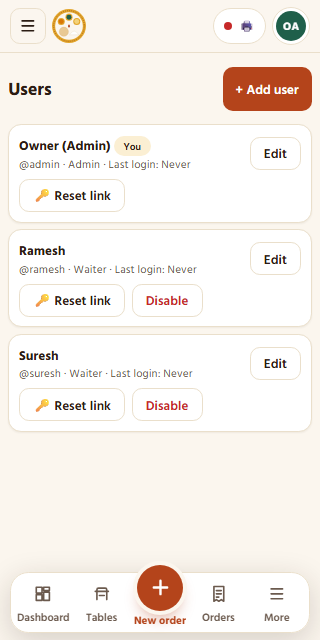 OA
Users
+ Add user
Owner (Admin) You
@admin · Admin · Last login: Never
Edit
Reset link
Ramesh
@ramesh · Waiter · Last login: Never
Edit
Reset link
Disable
Suresh
@suresh · Waiter · Last login: Never
Edit
Reset link
Disable
Dashboard
Tables
New order
Orders
More